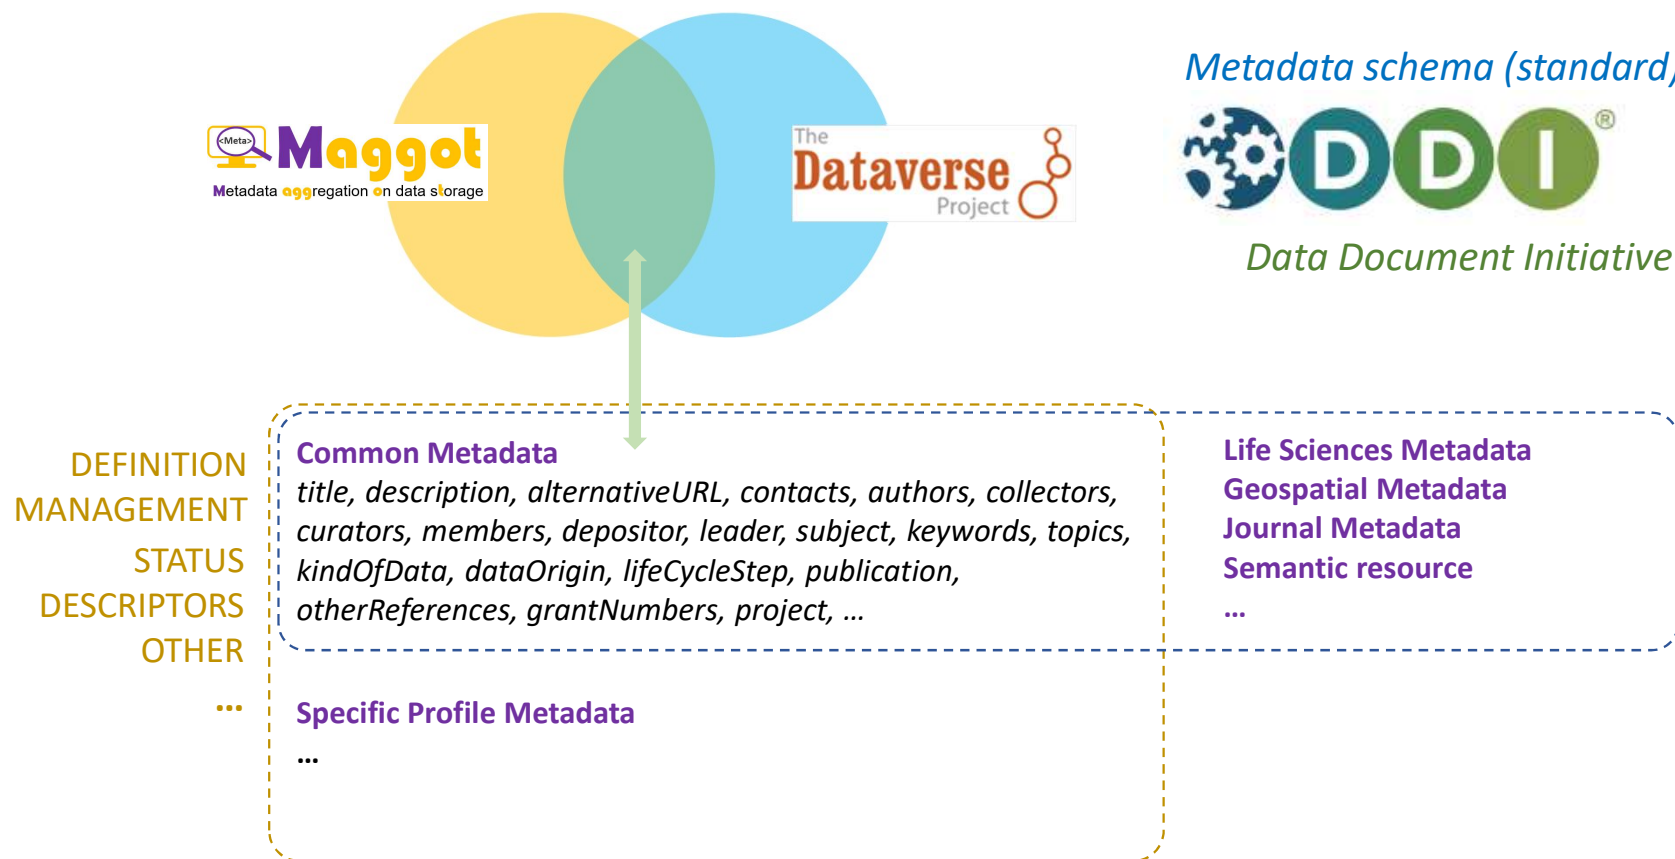 <Meta>
Maggot
Metadata aggregation on data storage
The
Dataverse
Project
Metadata schema (standard)
DDI®
Data Document Initiative
DEFINITION
MANAGEMENT
STATUS
DESCRIPTORS
OTHER
...
Common Metadata
title, description, alternativeURL, contacts, authors, collectors,
curators, members, depositor, leader, subject, keywords, topics,
kindOfData, dataOrigin, lifeCycleStep, publication,
otherReferences, grantNumbers, project, ...
Specific Profile Metadata
...
Life Sciences Metadata
Geospatial Metadata
Journal Metadata
Semantic resource
...